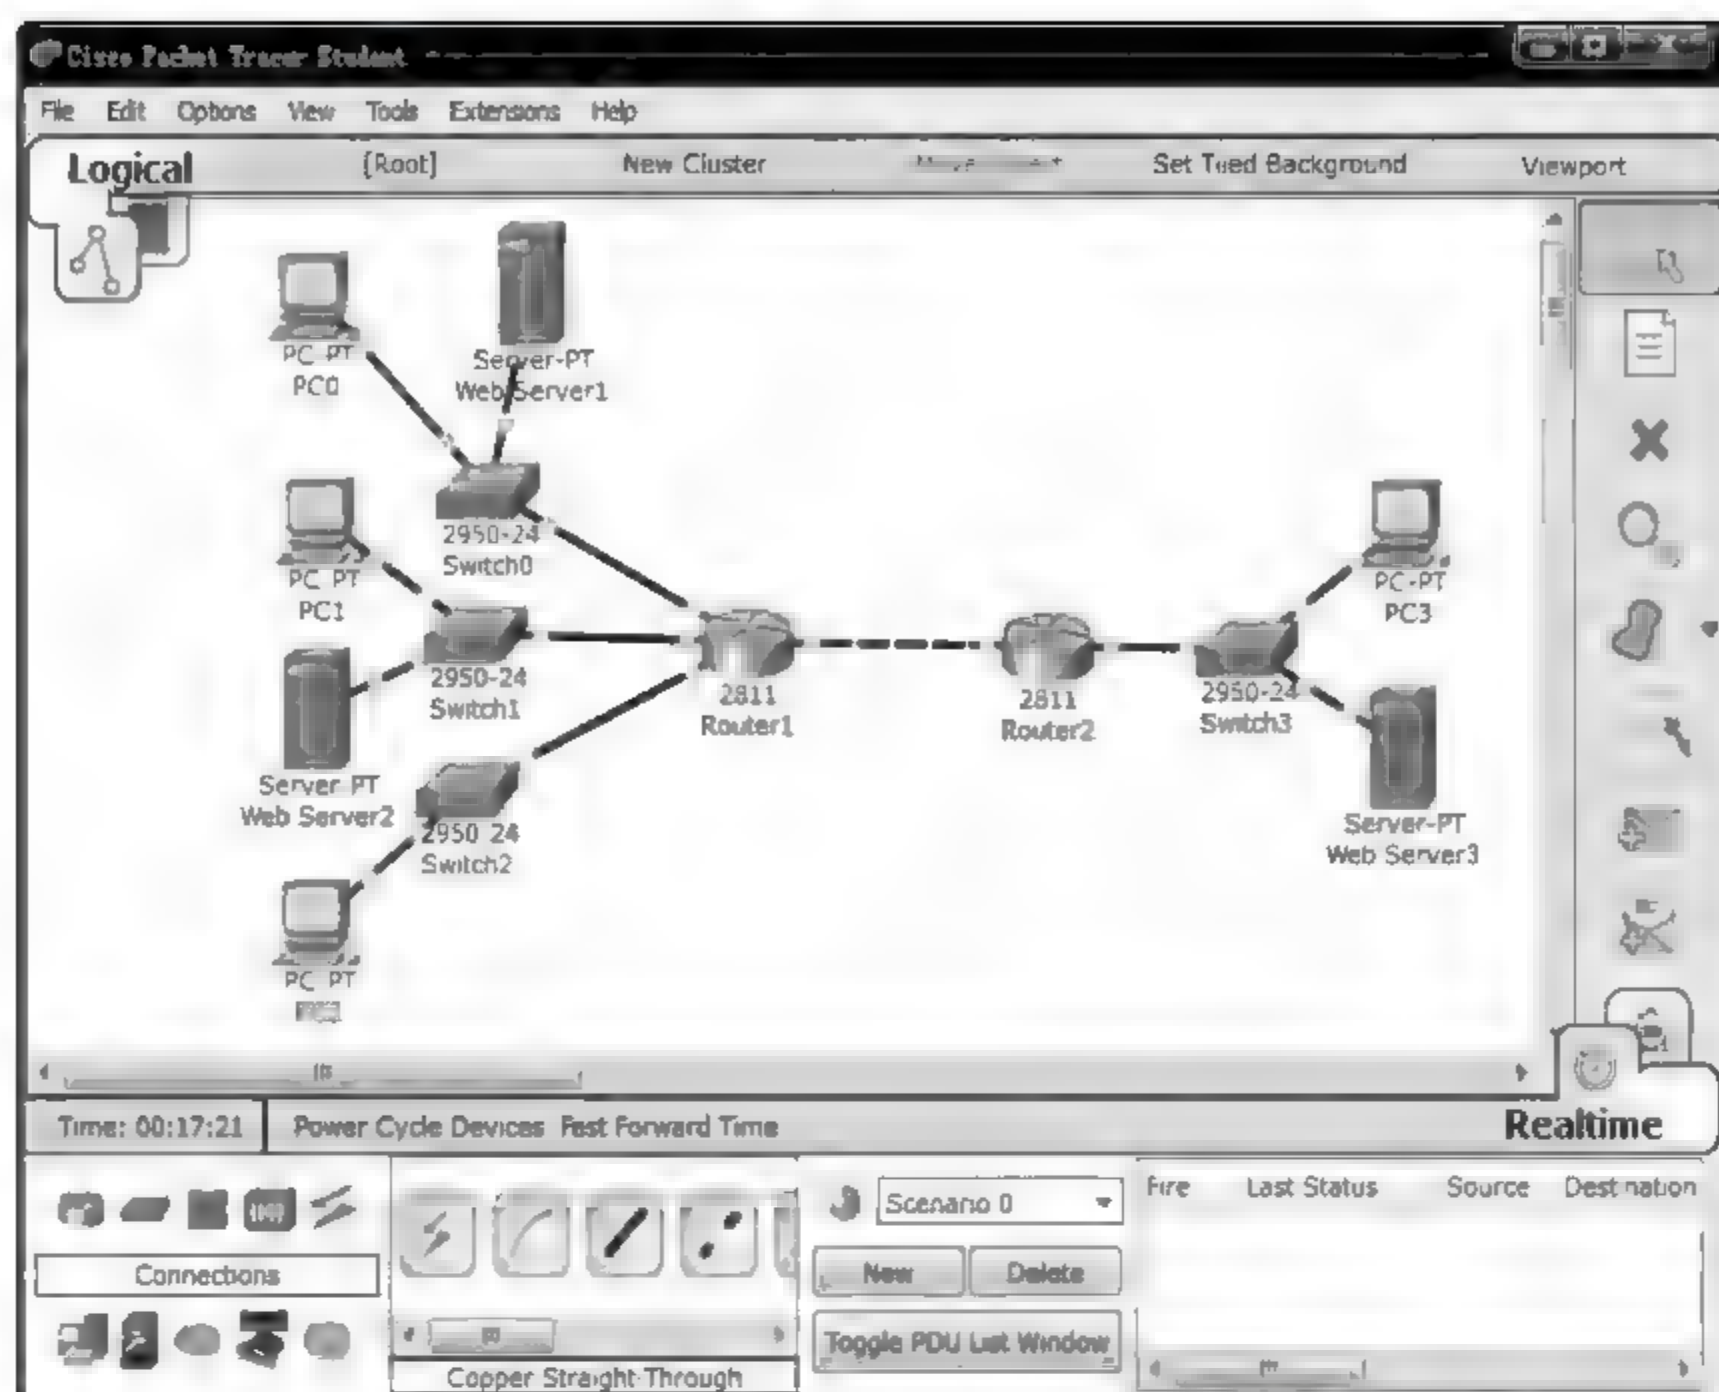 Cisco Packet Tracer Student
File Edit Options View Tools Extensions Help
Logical [Root] New Cluster Set Tiled Background Viewport
PC-PT
PC0
Server-PT
Web Server1
2950-24
Switch0
PC-PT
PC1
2950-24
Switch1
Server-PT
Web Server2
2950-24
Switch2
PC-PT
2811
Router1
2811
Router2
2950-24
Switch3
PC-PT
PC3
Server-PT
Web Server3
Time: 00:17:21 Power Cycle Devices Fast Forward Time Realtime
Connections
Copper Straight-Through
Scenario 0
New Delete
Toggle PDU List Window
Fire Last Status Source Destination